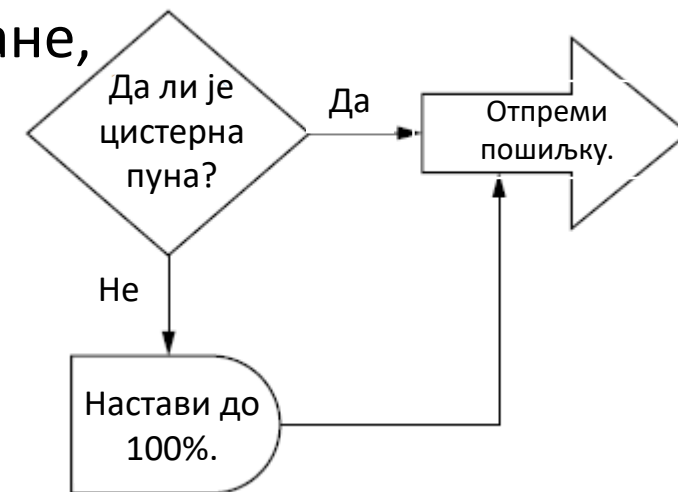 ане,
Да ли је
цистерна
пуна?
Да
Отпреми
пошиљку.
Не
Настави до
100%.